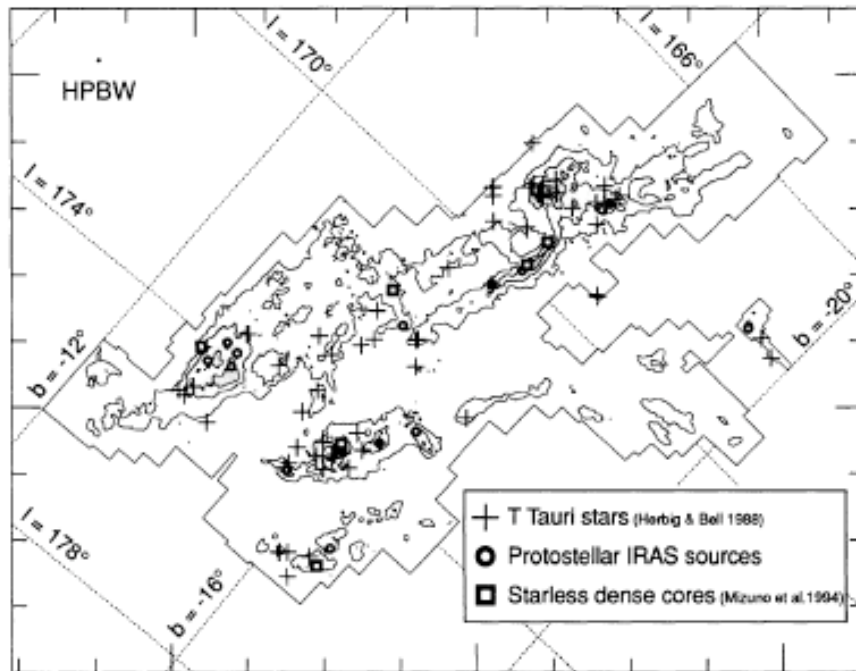 HPBW
l = 170°
l = 166°
l = 174°
b = -12°
b = -20°
l = 178°
b = -16°
T Tauri stars (Herbig & Bell 1988)
Protostellar IRAS sources
Starless dense cores (Mizuno et al.1994)